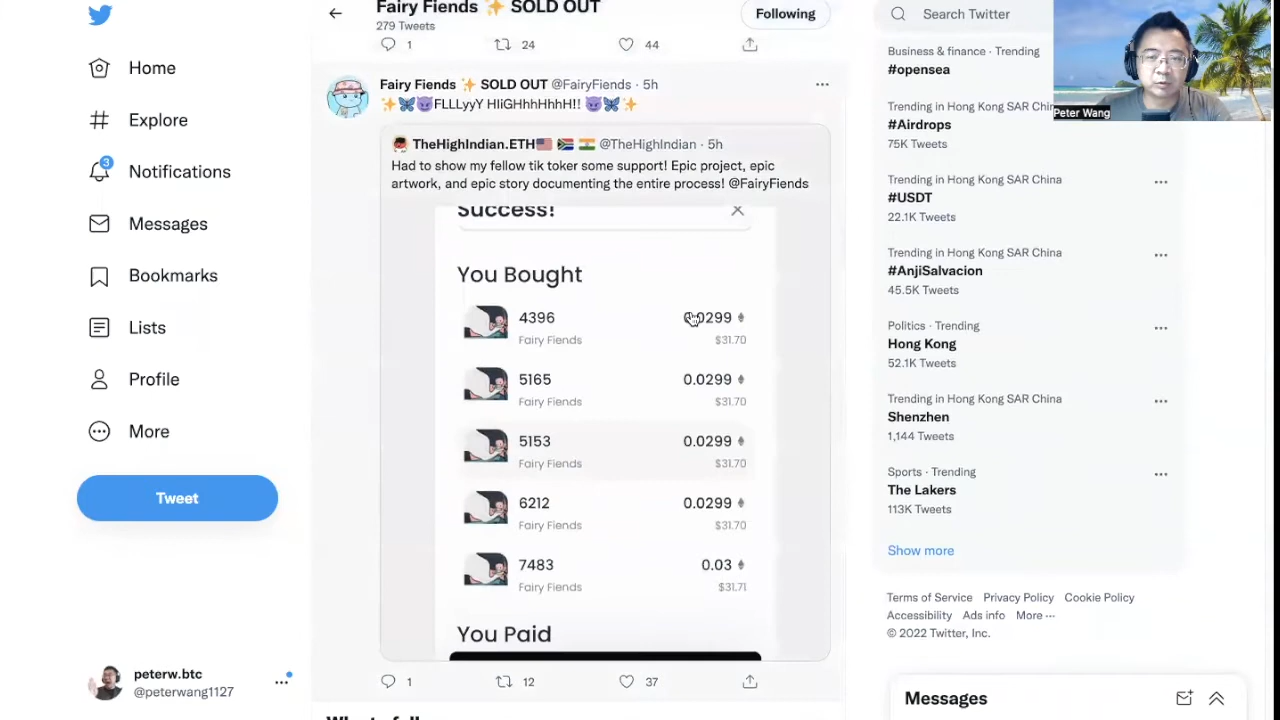 Home
Explore
3
Notifications
Messages
Bookmarks
Lists
Profile
More
Tweet
peterw.btc
@peterwang1127
Fairy Fiends ✨ SOLD OUT
279 Tweets
Following
1 24 44
Fairy Fiends ✨ SOLD OUT @FairyFiends · 5h
✨🦋😈FLLLyyY HIiGHhhHhhH!! 😈🦋✨
TheHighIndian.ETH🇺🇸 🇿🇦 🇮🇳 @TheHighIndian · 5h
Had to show my fellow tik toker some support! Epic project, epic
artwork, and epic story documenting the entire process! @FairyFiends
Success!
You Bought
4396 0.0299
Fairy Fiends $31.70
5165 0.0299
Fairy Fiends $31.70
5153 0.0299
Fairy Fiends $31.70
6212 0.0299
Fairy Fiends $31.70
7483 0.03
Fairy Fiends $31.71
You Paid
1 12 37
Search Twitter
Business & finance · Trending
#opensea
Trending in Hong Kong SAR
#Airdrops
75K Tweets
Trending in Hong Kong SAR China
#USDT
22.1K Tweets
Trending in Hong Kong SAR China
#AnjiSalvacion
45.5K Tweets
Politics · Trending
Hong Kong
52.1K Tweets
Trending in Hong Kong SAR China
Shenzhen
1,144 Tweets
Sports · Trending
The Lakers
113K Tweets
Show more
Terms of Service Privacy Policy Cookie Policy
Accessibility Ads info More ···
© 2022 Twitter, Inc.
Messages
Peter Wang